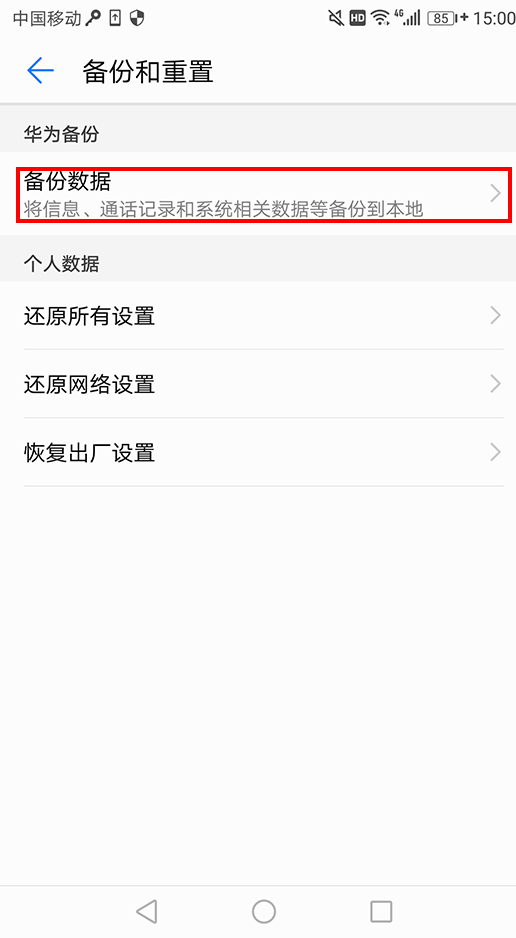 中国移动 HD 4G 85 15:00
备份和重置
华为备份
备份数据
将信息、通话记录和系统相关数据等备份到本地
个人数据
还原所有设置
还原网络设置
恢复出厂设置